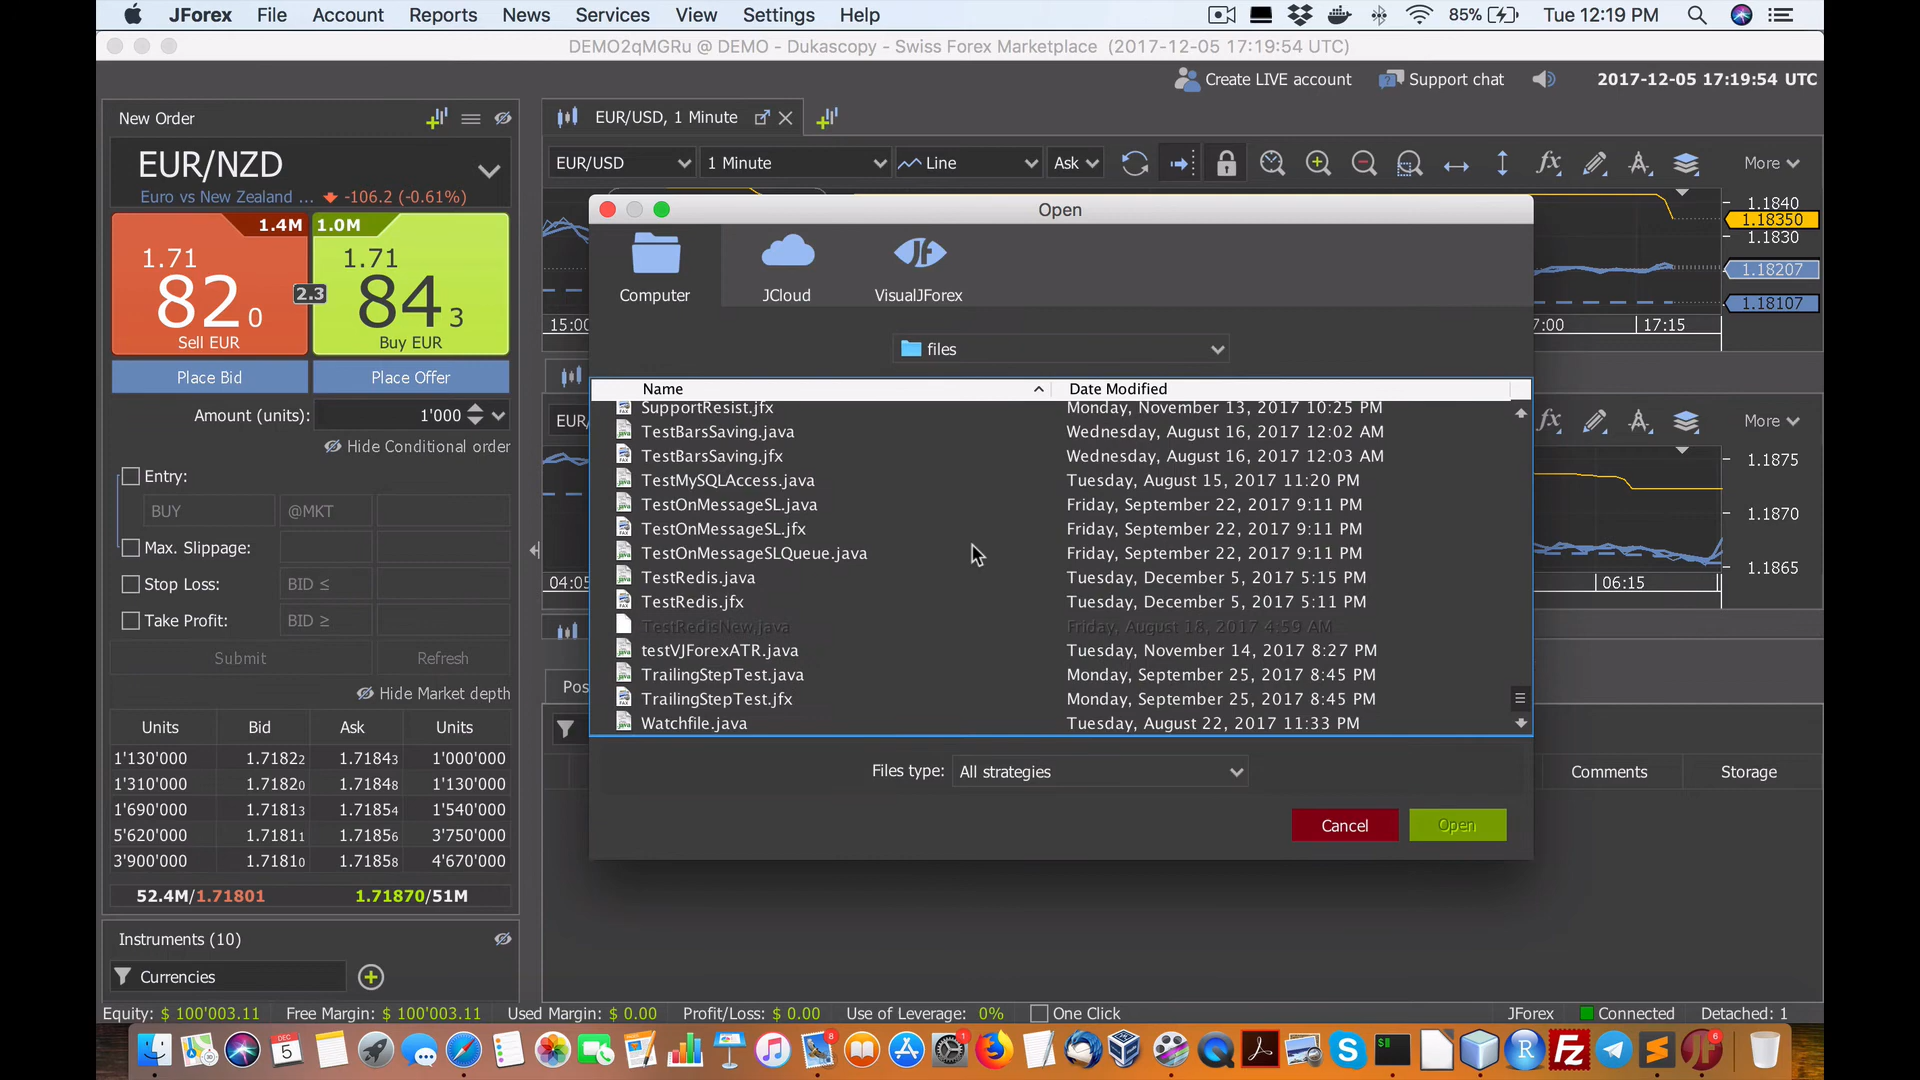 JForex File Account Reports News Services View Settings Help 85% Tue 12:19 PM
DEMO2qMGRu @ DEMO - Dukascopy - Swiss Forex Marketplace (2017-12-05 17:19:54 UTC)
Create LIVE account Support chat 2017-12-05 17:19:54 UTC
New Order
EUR/USD, 1 Minute
EUR/NZD
Euro vs New Zealand ... -106.2 (-0.61%)
EUR/USD 1 Minute Line Ask More
1.4M 1.0M
1.71 82 0 Sell EUR
2.3
1.71 84 3 Buy EUR
Place Bid Place Offer
Amount (units): 1'000
Hide Conditional order
Entry:
BUY @MKT
Max. Slippage:
Stop Loss: BID ≤
Take Profit: BID ≥
Submit Refresh
Hide Market depth
Units Bid Ask Units
1'130'000 1.71822 1.71843 1'000'000
1'310'000 1.71820 1.71848 1'130'000
1'690'000 1.71813 1.71854 1'540'000
5'620'000 1.71811 1.71856 3'750'000
3'900'000 1.71810 1.71858 4'670'000
52.4M/1.71801 1.71870/51M
Instruments (10)
Currencies
1.1840
1.18350
1.1830
1.18207
1.18107
15:00 7:00 17:15
EUR/
More
1.1875
1.1870
1.1865
04:05 06:15
Pos
Comments Storage
Open
Computer JCloud VisualJForex
files
Name Date Modified
SupportResist.jfx Monday, November 13, 2017 10:25 PM
TestBarsSaving.java Wednesday, August 16, 2017 12:02 AM
TestBarsSaving.jfx Wednesday, August 16, 2017 12:03 AM
TestMySQLAccess.java Tuesday, August 15, 2017 11:20 PM
TestOnMessageSL.java Friday, September 22, 2017 9:11 PM
TestOnMessageSL.jfx Friday, September 22, 2017 9:11 PM
TestOnMessageSLQueue.java Friday, September 22, 2017 9:11 PM
TestRedis.java Tuesday, December 5, 2017 5:15 PM
TestRedis.jfx Tuesday, December 5, 2017 5:11 PM
TestRedisNew.java Friday, August 18, 2017 4:59 AM
testVJForexATR.java Tuesday, November 14, 2017 8:27 PM
TrailingStepTest.java Monday, September 25, 2017 8:45 PM
TrailingStepTest.jfx Monday, September 25, 2017 8:45 PM
Watchfile.java Tuesday, August 22, 2017 11:33 PM
Files type: All strategies
Cancel Open
Equity: $ 100'003.11 Free Margin: $ 100'003.11 Used Margin: $ 0.00 Profit/Loss: $ 0.00 Use of Leverage: 0% One Click JForex Connected Detached: 1